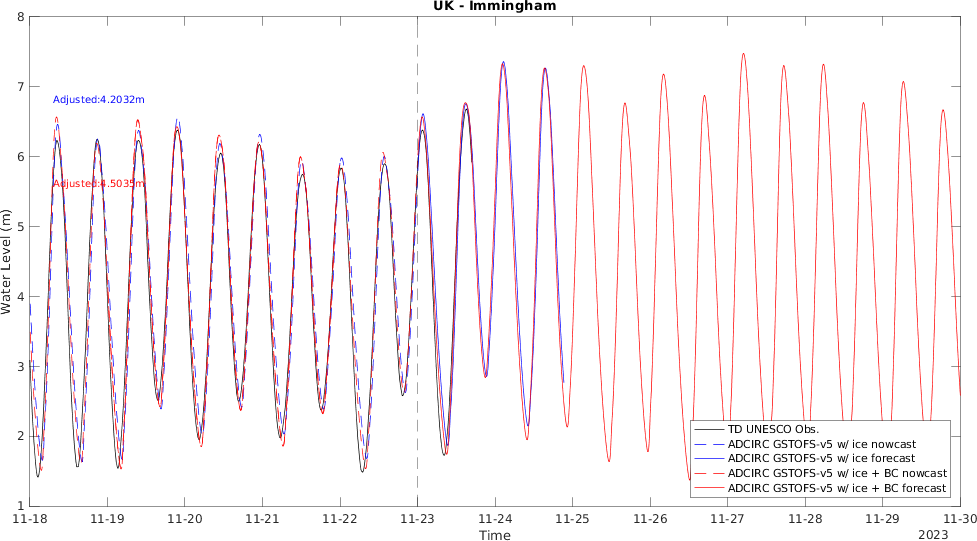 UK - Immingham
8
7
6
5
4
3
2
1
Water Level (m)
Adjusted:4.2032m
Adjusted:4.5035m
TD UNESCO Obs.
ADCIRC GSTOFS-v5 w/ ice nowcast
ADCIRC GSTOFS-v5 w/ ice forecast
ADCIRC GSTOFS-v5 w/ ice + BC nowcast
ADCIRC GSTOFS-v5 w/ ice + BC forecast
11-18 11-19 11-20 11-21 11-22 11-23 11-24 11-25 11-26 11-27 11-28 11-29 11-30
Time
2023